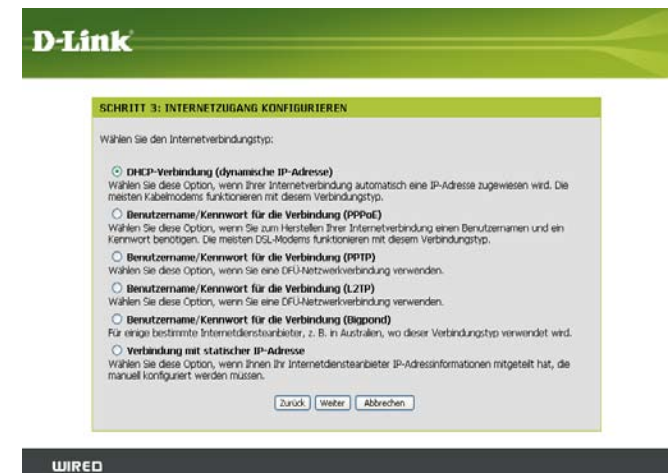 D-Link
SCHRITT 3: INTERNETZUGANG KONFIGURIEREN
Wählen Sie den Internetverbindungstyp:
DHCP-Verbindung (dynamische IP-Adresse)
Wählen Sie diese Option, wenn Ihrer Internetverbindung automatisch eine IP-Adresse zugewiesen wird. Die
meisten Kabelmodems funktionieren mit diesem Verbindungstyp.
Benutzername/Kennwort für die Verbindung (PPPoE)
Wählen Sie diese Option, wenn Sie zum Herstellen Ihrer Internetverbindung einen Benutzernamen und ein
Kennwort benötigen. Die meisten DSL-Modems funktionieren mit diesem Verbindungstyp.
Benutzername/Kennwort für die Verbindung (PPTP)
Wählen Sie diese Option, wenn Sie eine DFÜ-Netzwerkverbindung verwenden.
Benutzername/Kennwort für die Verbindung (L2TP)
Wählen Sie diese Option, wenn Sie eine DFÜ-Netzwerkverbindung verwenden.
Benutzername/Kennwort für die Verbindung (Bigpond)
Für einige bestimmte Internetdiensteanbieter, z. B. in Australien, wo dieser Verbindungstyp verwendet wird.
Verbindung mit statischer IP-Adresse
Wählen Sie diese Option, wenn Ihnen Ihr Internetdiensteanbieter IP-Adressinformationen mitgeteilt hat, die
manuell konfiguriert werden müssen.
Zurück Weiter Abbrechen
WIRED